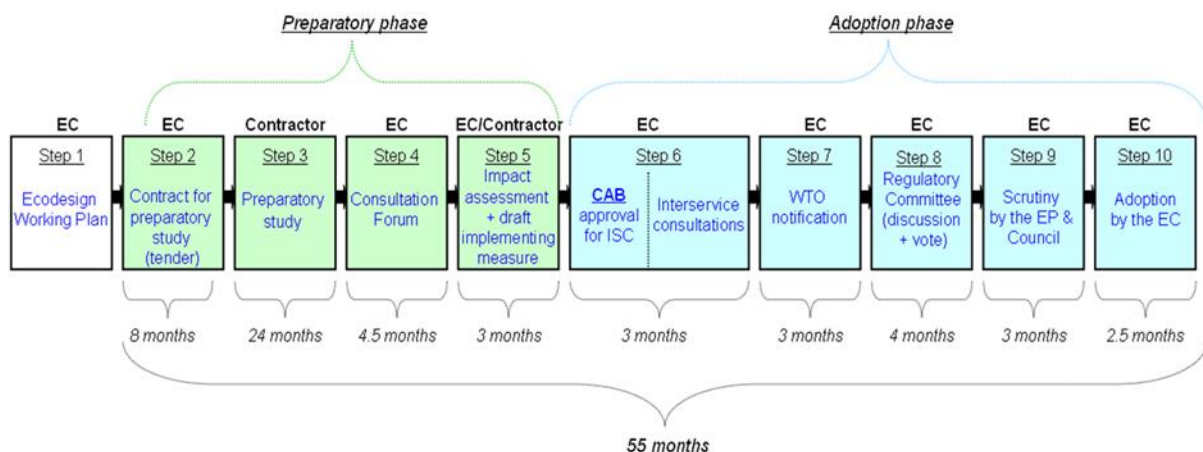 Preparatory phase
Adoption phase
EC
Step 1
Ecodesign
Working Plan
EC
Step 2
Contract for
preparatory
study
(tender)
Contractor
Step 3
Preparatory
study
EC
Step 4
Consultation
Forum
EC/Contractor
Step 5
Impact
assessment
+ draft
implementing
measure
EC
Step 6
CAB
approval
for ISC
Interservice
consultations
EC
Step 7
WTO
notification
EC
Step 8
Regulatory
Committee
(discussion
+ vote)
EC
Step 9
Scrutiny
by the EP &
Council
EC
Step 10
Adoption
by the EC
8 months
24 months
4.5 months
3 months
3 months
3 months
4 months
3 months
2.5 months
55 months